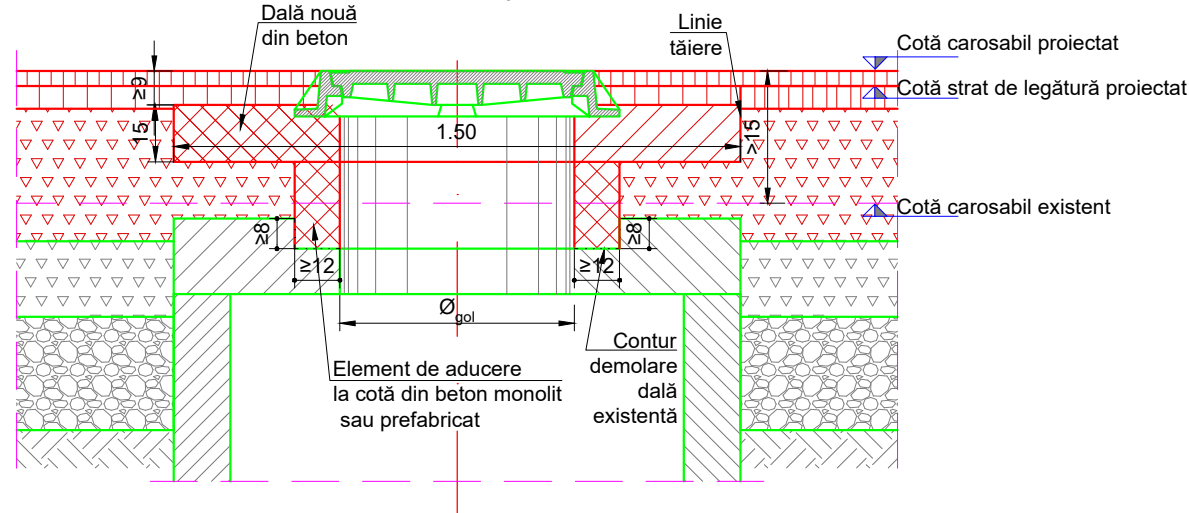 Dală nouă
din beton
Linie
tăiere
Cotă carosabil proiectat
Cotă strat de legătură proiectat
≥9
15
1.50
>15
Cotă carosabil existent
≥8
≥8
≥12
≥12
Øgol
Element de aducere
la cotă din beton monolit
sau prefabricat
Contur
demolare
dală
existentă